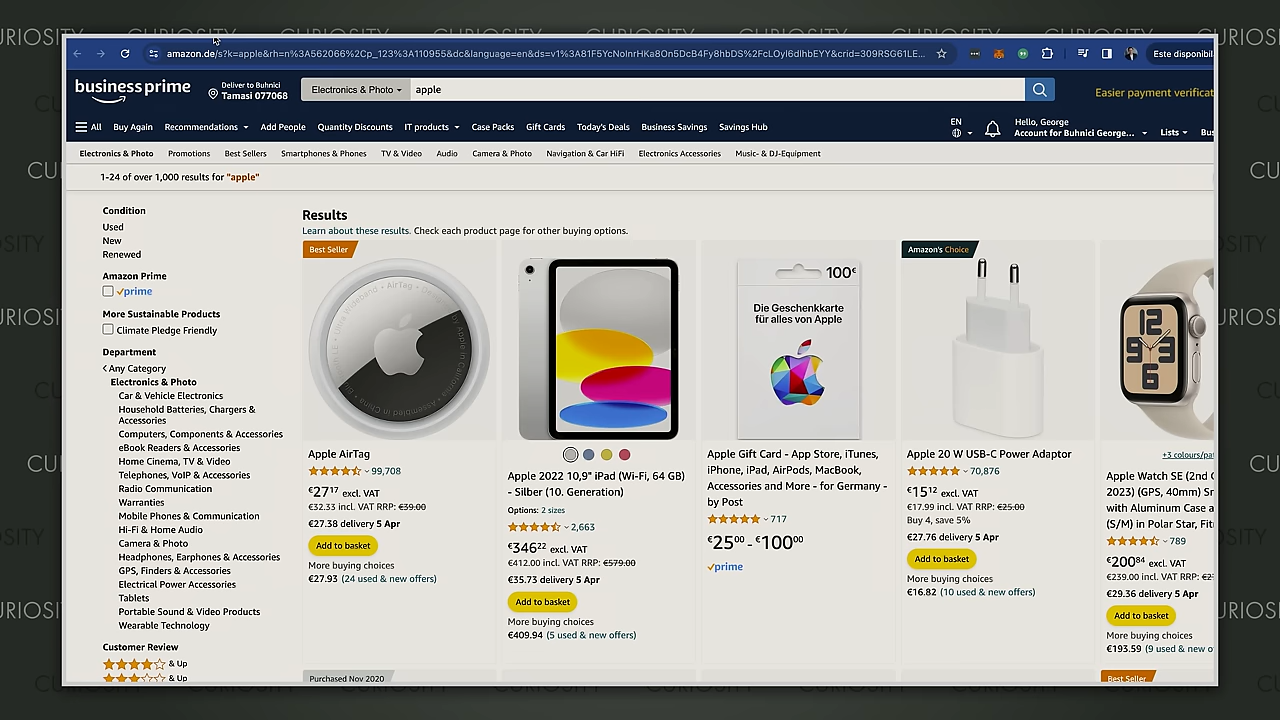 amazon.de/s?k=apple&rh=n%3A562066%2Cp_123%3A110955&dc&language=en&ds=v1%3A81F5YcNolnrHKa8On5DcB4Fy8hbDS%2FcLOyl6dihbEYY&crid=309RSG61LE...
Este disponibil
business prime
Deliver to Buhnici
Tamasi 077068
Electronics & Photo
apple
Easier payment verificat
All
Buy Again
Recommendations
Add People
Quantity Discounts
IT products
Case Packs
Gift Cards
Today's Deals
Business Savings
Savings Hub
EN
Hello, George
Account for Buhnici George...
Lists
Bus
Electronics & Photo
Promotions
Best Sellers
Smartphones & Phones
TV & Video
Audio
Camera & Photo
Navigation & Car HiFi
Electronics Accessories
Music- & DJ-Equipment
1-24 of over 1,000 results for "apple"
Condition
Used
New
Renewed
Amazon Prime
prime
More Sustainable Products
Climate Pledge Friendly
Department
Any Category
Electronics & Photo
Car & Vehicle Electronics
Household Batteries, Chargers &
Accessories
Computers, Components & Accessories
eBook Readers & Accessories
Home Cinema, TV & Video
Telephones, VoIP & Accessories
Radio Communication
Warranties
Mobile Phones & Communication
Hi-Fi & Home Audio
Camera & Photo
Headphones, Earphones & Accessories
GPS, Finders & Accessories
Electrical Power Accessories
Tablets
Portable Sound & Video Products
Wearable Technology
Customer Review
& Up
& Up
Results
Learn about these results. Check each product page for other buying options.
Best Seller
Apple AirTag
99,708
€2717 excl. VAT
€32.33 incl. VAT RRP: €39.00
€27.38 delivery 5 Apr
Add to basket
More buying choices
€27.93 (24 used & new offers)
Purchased Nov 2020
Apple 2022 10,9" iPad (Wi-Fi, 64 GB)
- Silber (10. Generation)
Options: 2 sizes
2,663
€34622 excl. VAT
€412.00 incl. VAT RRP: €579.00
€35.73 delivery 5 Apr
Add to basket
More buying choices
€409.94 (5 used & new offers)
100€
Die Geschenkkarte
für alles von Apple
Apple Gift Card - App Store, iTunes,
iPhone, iPad, AirPods, MacBook,
Accessories and More - for Germany -
by Post
717
€2500 - €10000
prime
Amazon's Choice
Apple 20 W USB-C Power Adaptor
70,876
€1512 excl. VAT
€17.99 incl. VAT RRP: €25.00
Buy 4, save 5%
€27.76 delivery 5 Apr
Add to basket
More buying choices
€16.82 (10 used & new offers)
12
9 3
6
+3 colours/pat
Apple Watch SE (2nd G
2023) (GPS, 40mm) Sm
with Aluminum Case a
(S/M) in Polar Star, Fit
789
€20084 excl. VAT
€239.00 incl. VAT RRP: €2
€29.36 delivery 5 Apr
Add to basket
More buying choices
€193.59 (9 used & new o
Best Seller
CURIOSITY